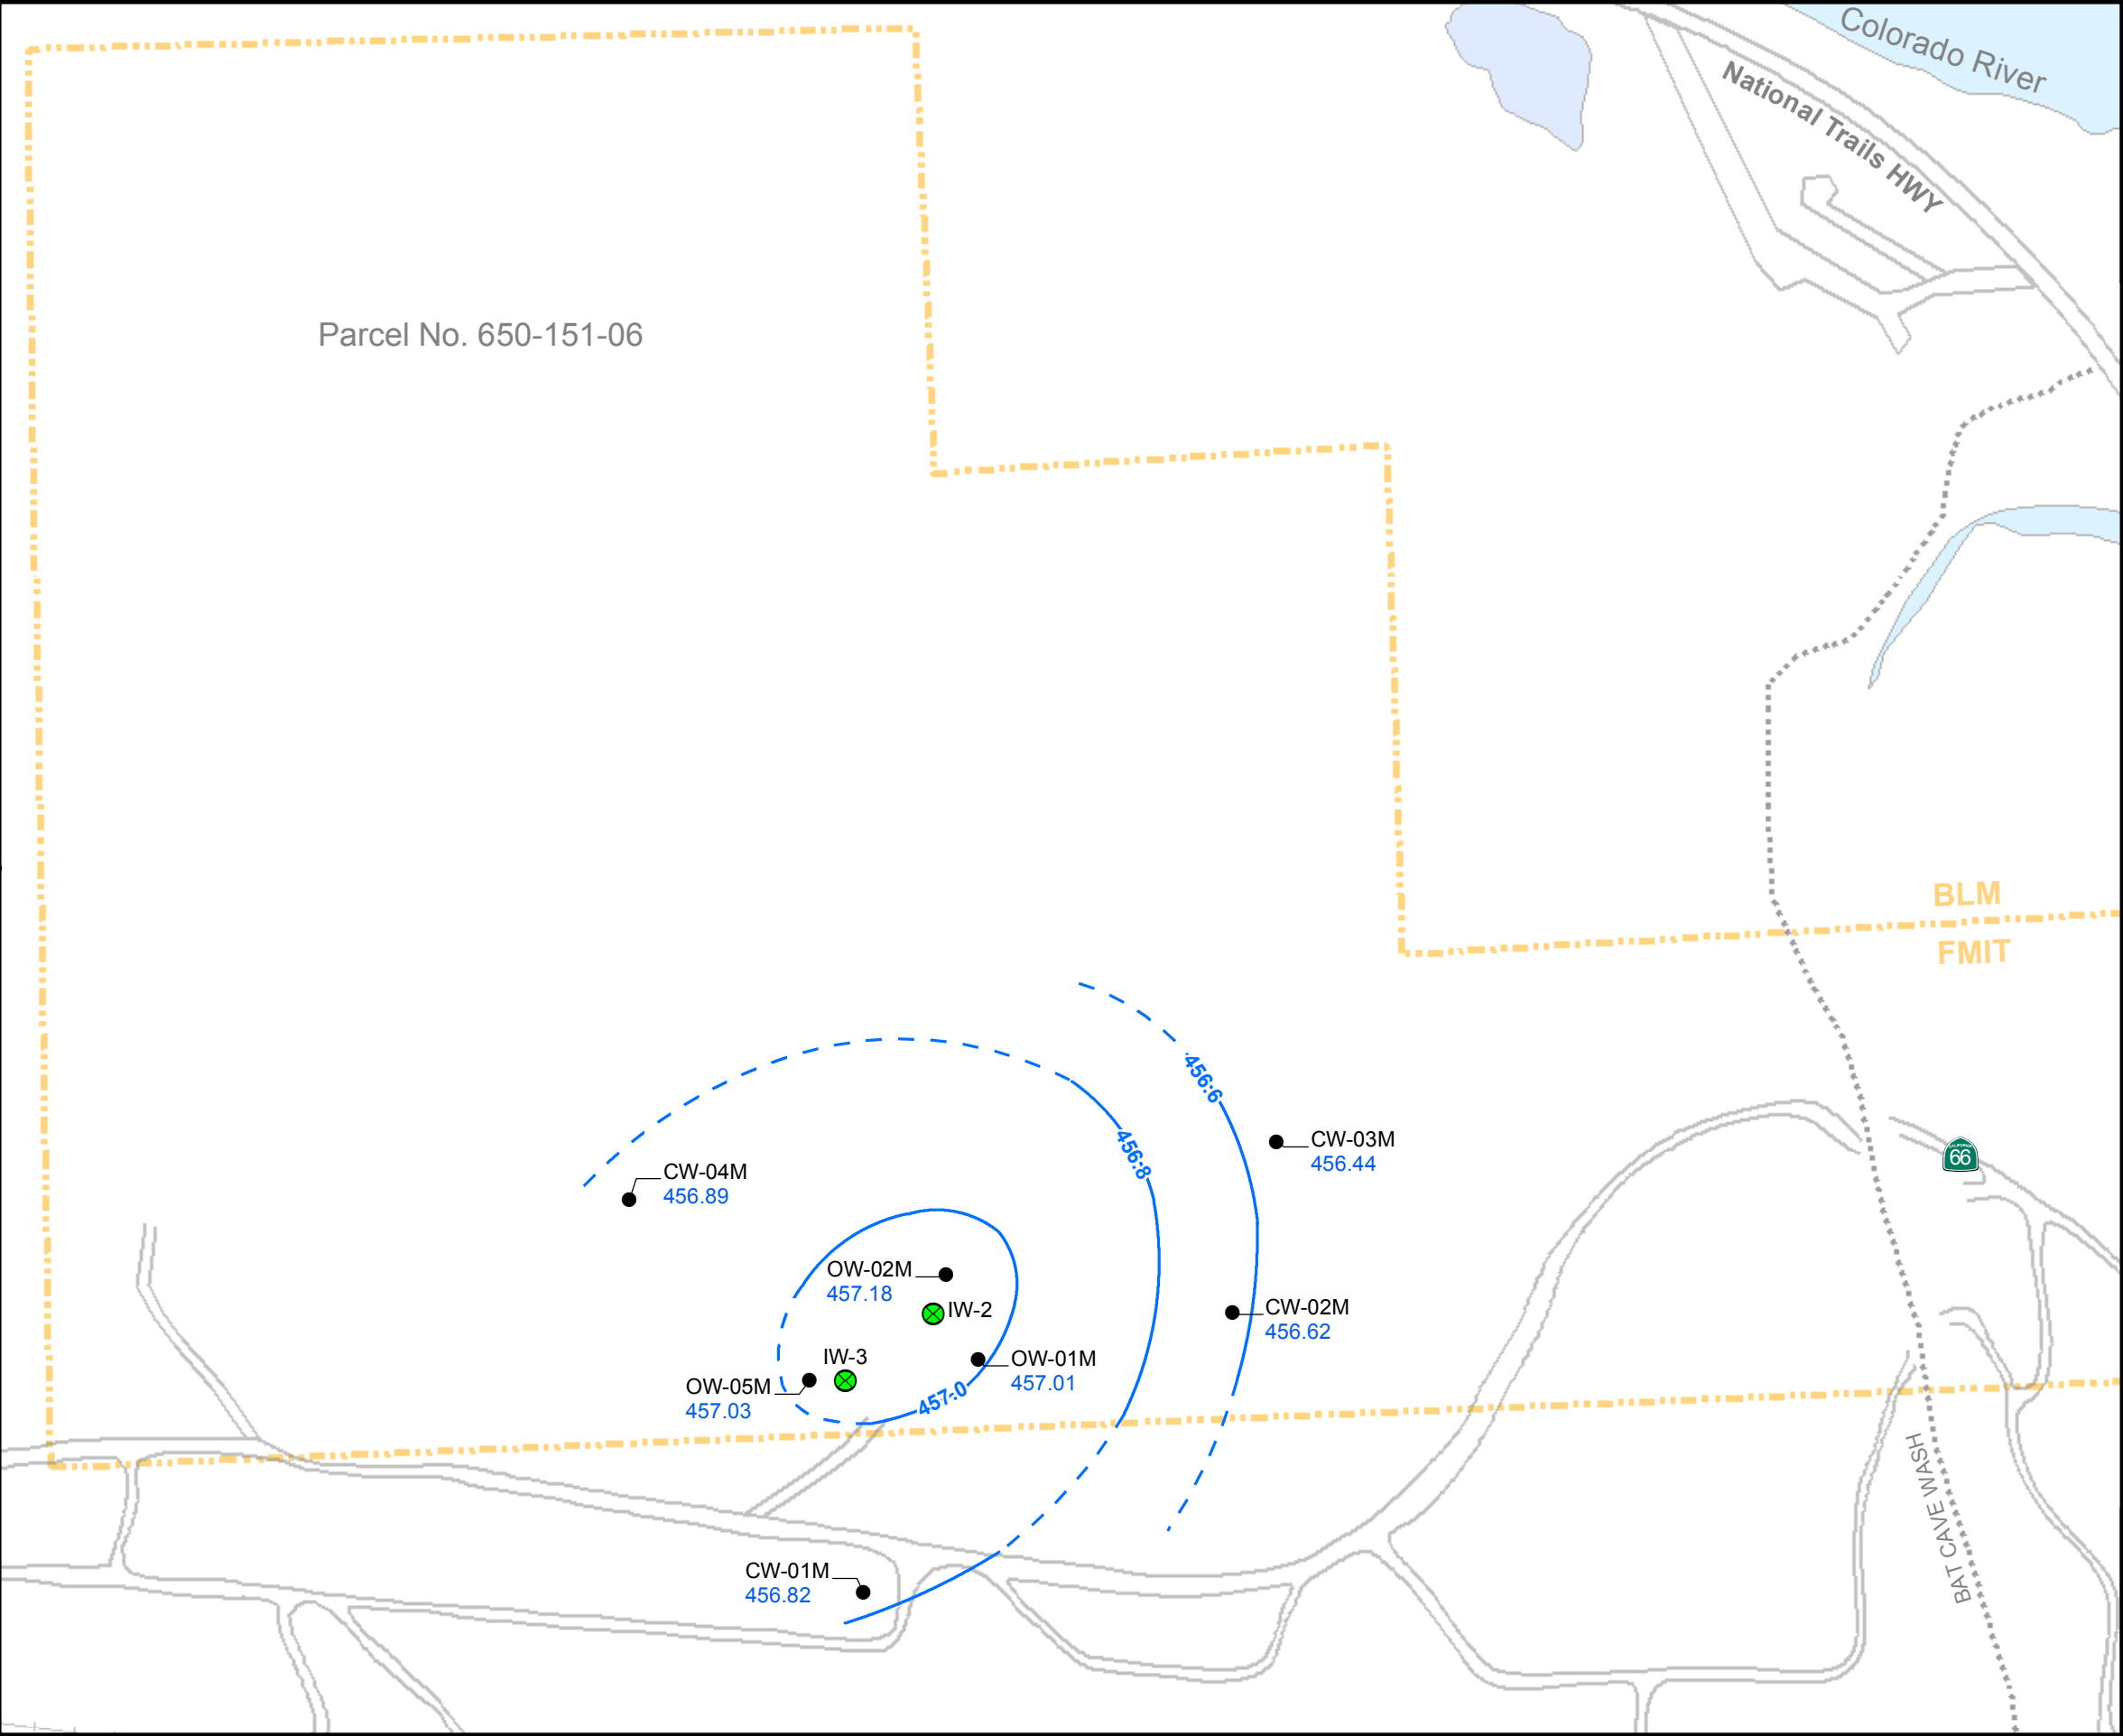 Colorado River
National Trails HWY
Parcel No. 650-151-06
BLM
FMIT
456.6
456.8
CW-03M
456.44
66
CW-04M
456.89
OW-02M
457.18
IW-2
CW-02M
456.62
IW-3
OW-01M
457.01
OW-05M
457.03
457.0
BAT CAVE WASH
CW-01M
456.82